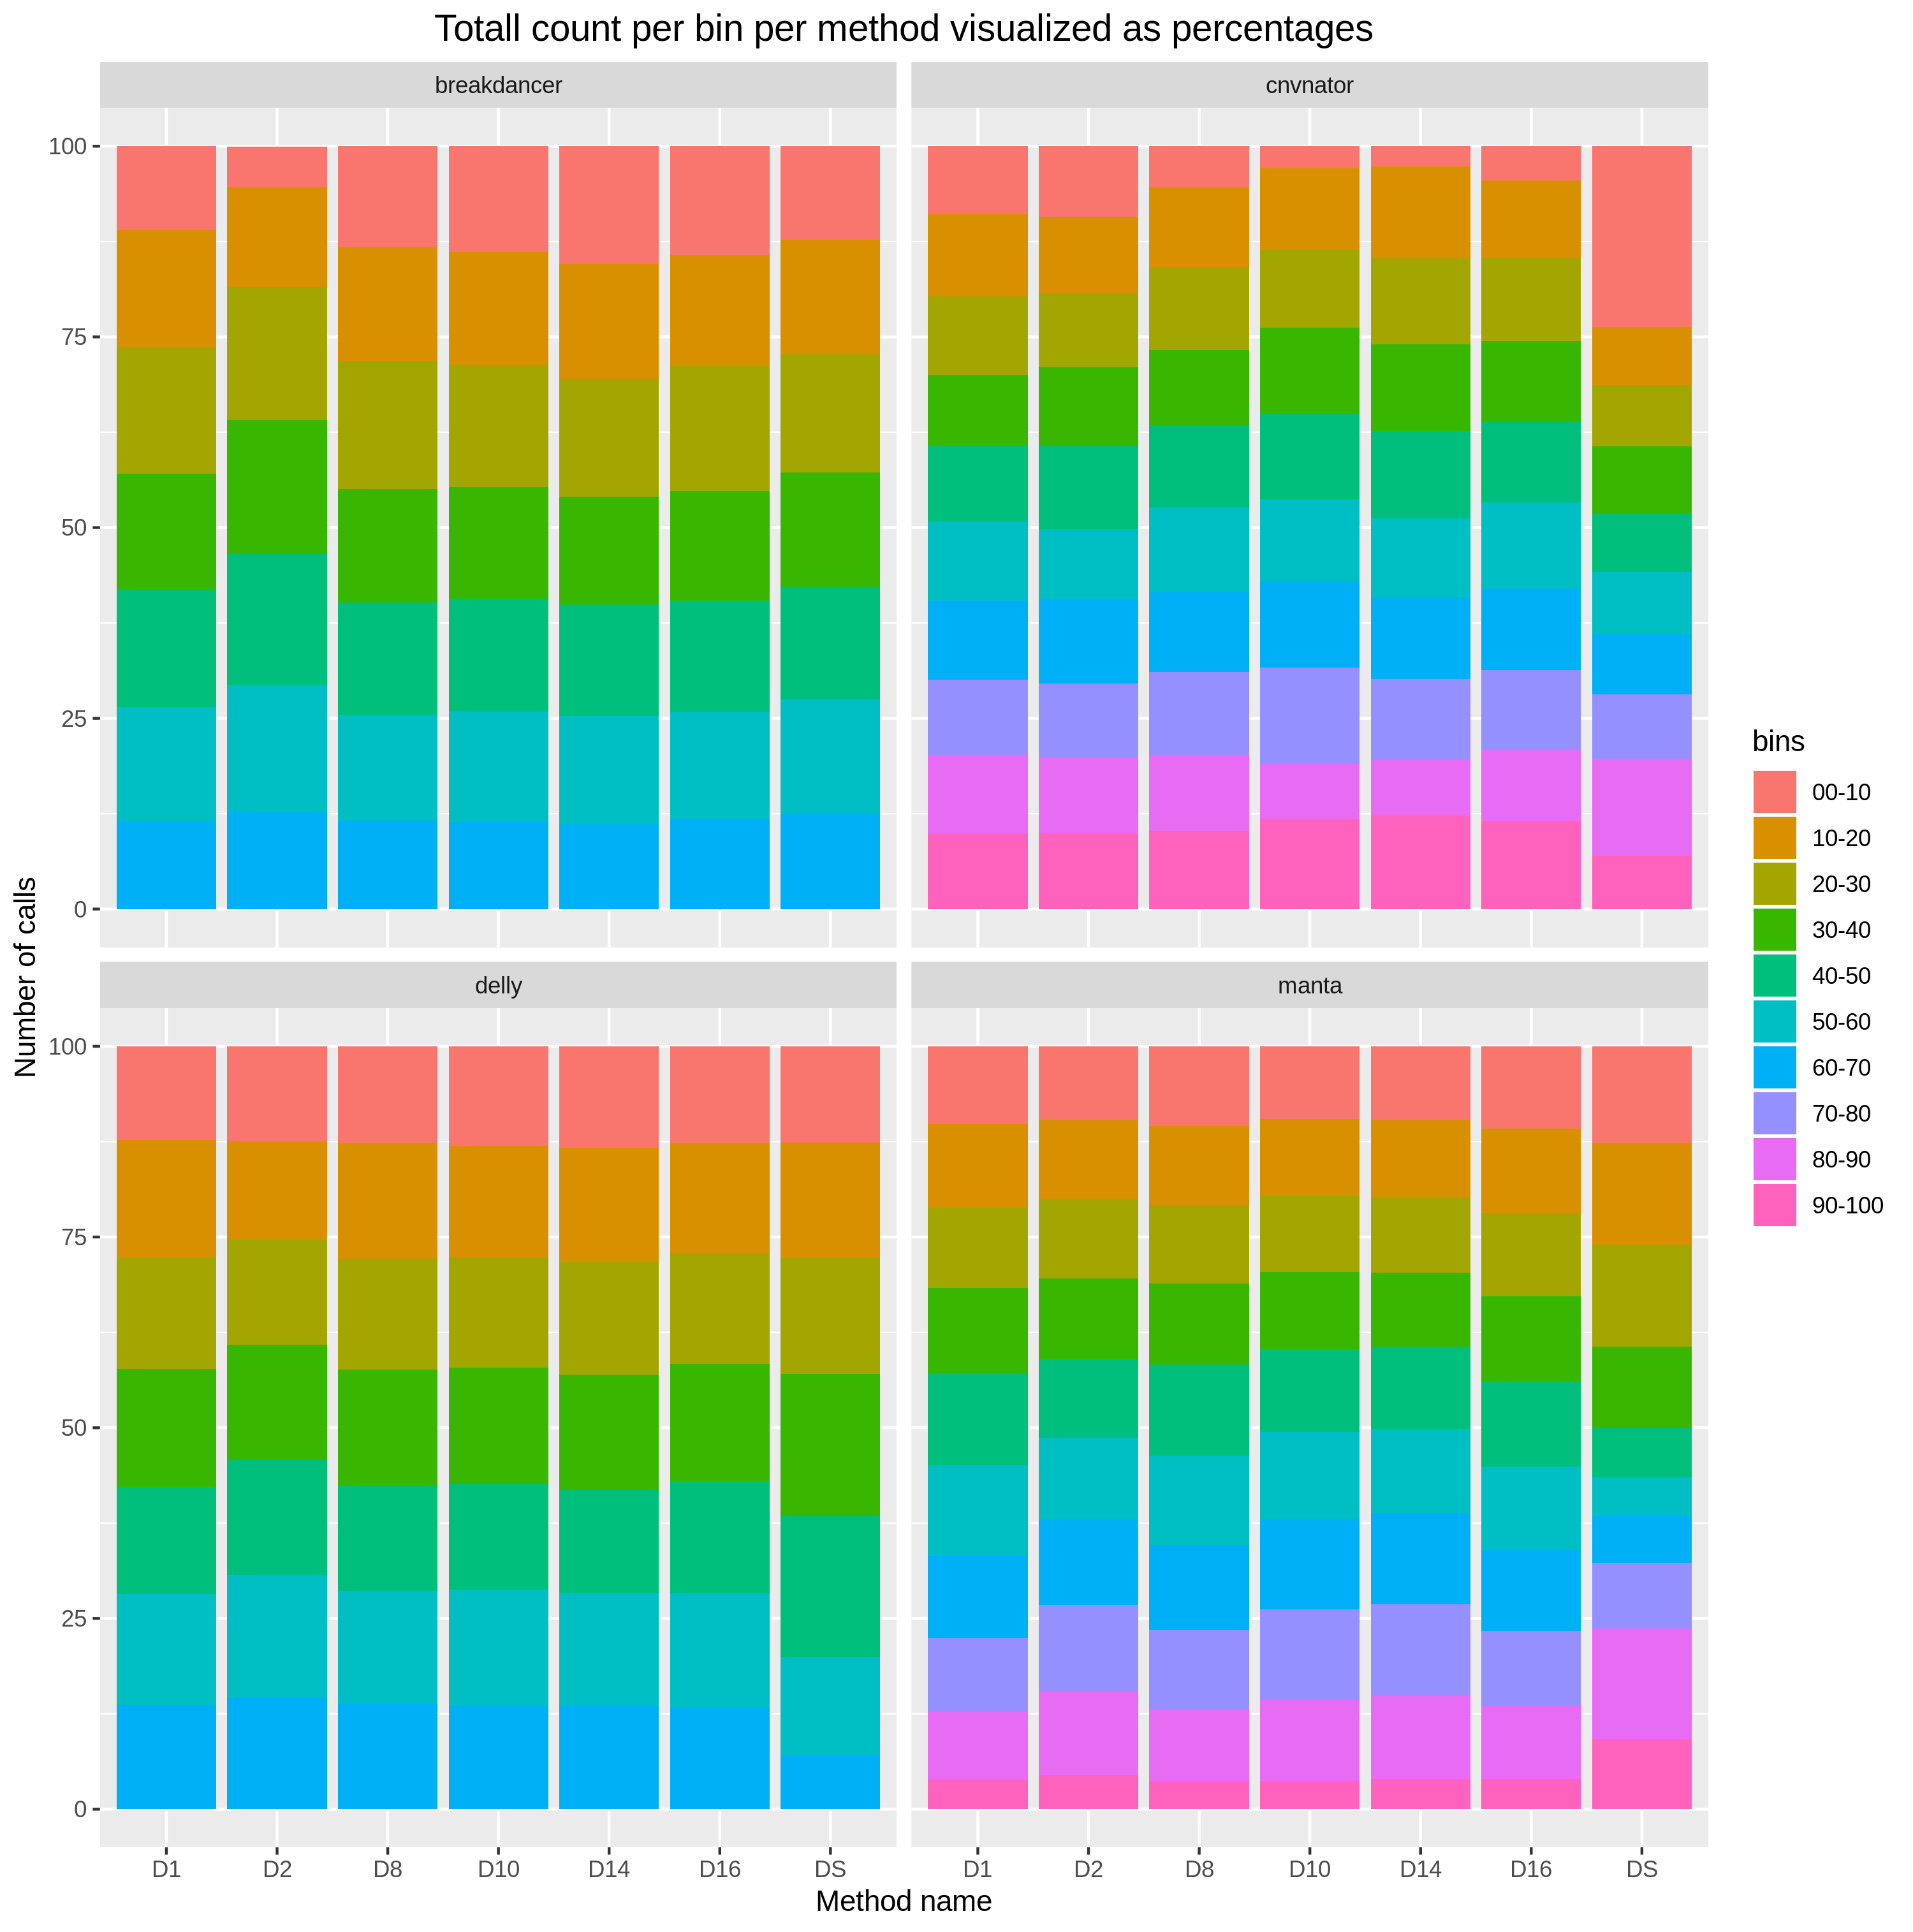 Totall count per bin per method visualized as percentages
breakdancer
cnvnator
100
75
50
25
0
delly
manta
100
75
50
25
0
Number of calls
D1 D2 D8 D10 D14 D16 DS
D1 D2 D8 D10 D14 D16 DS
Method name
bins
00-10
10-20
20-30
30-40
40-50
50-60
60-70
70-80
80-90
90-100